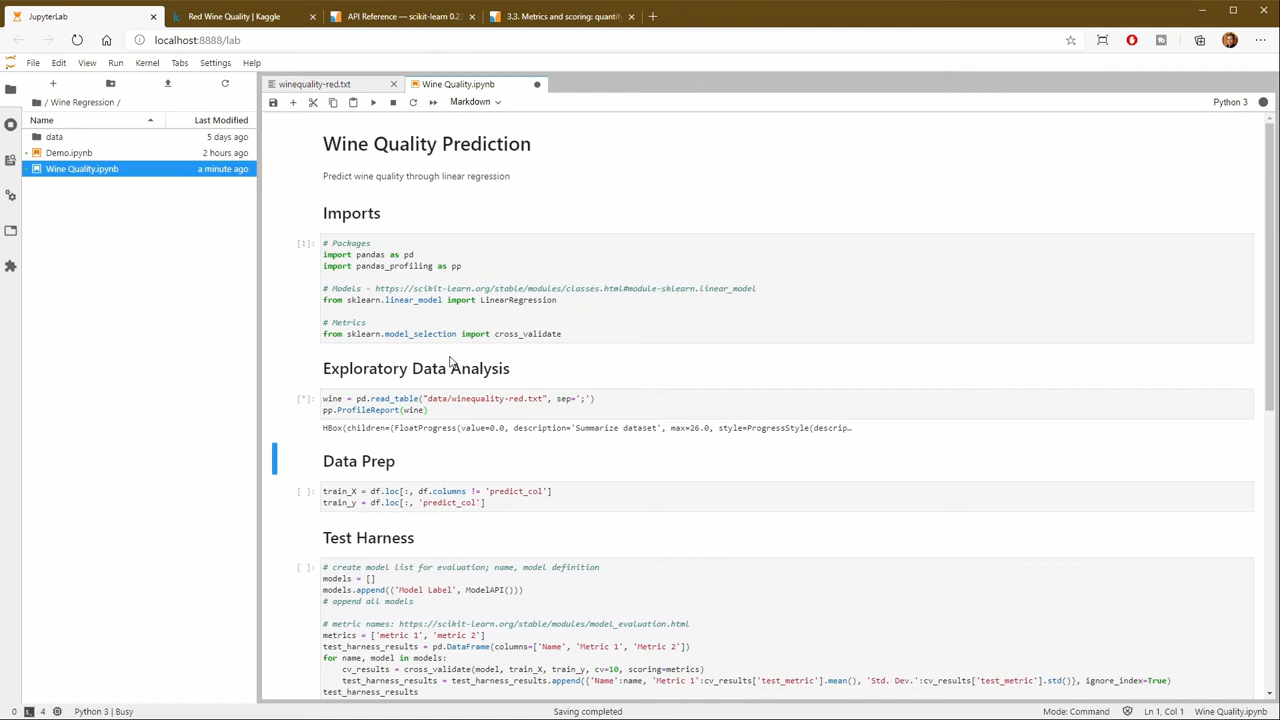 JupyterLab
Red Wine Quality | Kaggle
API Reference — scikit-learn 0.2
3.3. Metrics and scoring: quanti
localhost:8888/lab
File Edit View Run Kernel Tabs Settings Help
winequality-red.txt
Wine Quality.ipynb
/ Wine Regression /
Markdown
Python 3
Name Last Modified
data 5 days ago
Demo.ipynb 2 hours ago
Wine Quality.ipynb a minute ago
Wine Quality Prediction
Predict wine quality through linear regression
Imports
[1]:
# Packages
import pandas as pd
import pandas_profiling as pp
# Models - https://scikit-learn.org/stable/modules/classes.html#module-sklearn.linear_model
from sklearn.linear_model import LinearRegression
# Metrics
from sklearn.model_selection import cross_validate
Exploratory Data Analysis
[*]:
wine = pd.read_table("data/winequality-red.txt", sep=';')
pp.ProfileReport(wine)
HBox(children=(FloatProgress(value=0.0, description='Summarize dataset', max=26.0, style=ProgressStyle(descrip…
Data Prep
[ ]:
train_X = df.loc[:, df.columns != 'predict_col']
train_y = df.loc[:, 'predict_col']
Test Harness
[ ]:
# create model list for evaluation; name, model definition
models = []
models.append(('Model Label', ModelAPI()))
# append all models
# metric names: https://scikit-learn.org/stable/modules/model_evaluation.html
metrics = ['metric 1', 'metric 2']
test_harness_results = pd.DataFrame(columns=['Name', 'Metric 1', 'Metric 2'])
for name, model in models:
cv_results = cross_validate(model, train_X, train_y, cv=10, scoring=metrics)
test_harness_results = test_harness_results.append({'Name':name, 'Metric 1':cv_results['test_metric'].mean(), 'Std. Dev.':cv_results['test_metric'].std()}, ignore_index=True)
test_harness_results
0 4 Python 3 | Busy
Saving completed
Mode: Command
Ln 1, Col 1
Wine Quality.ipynb